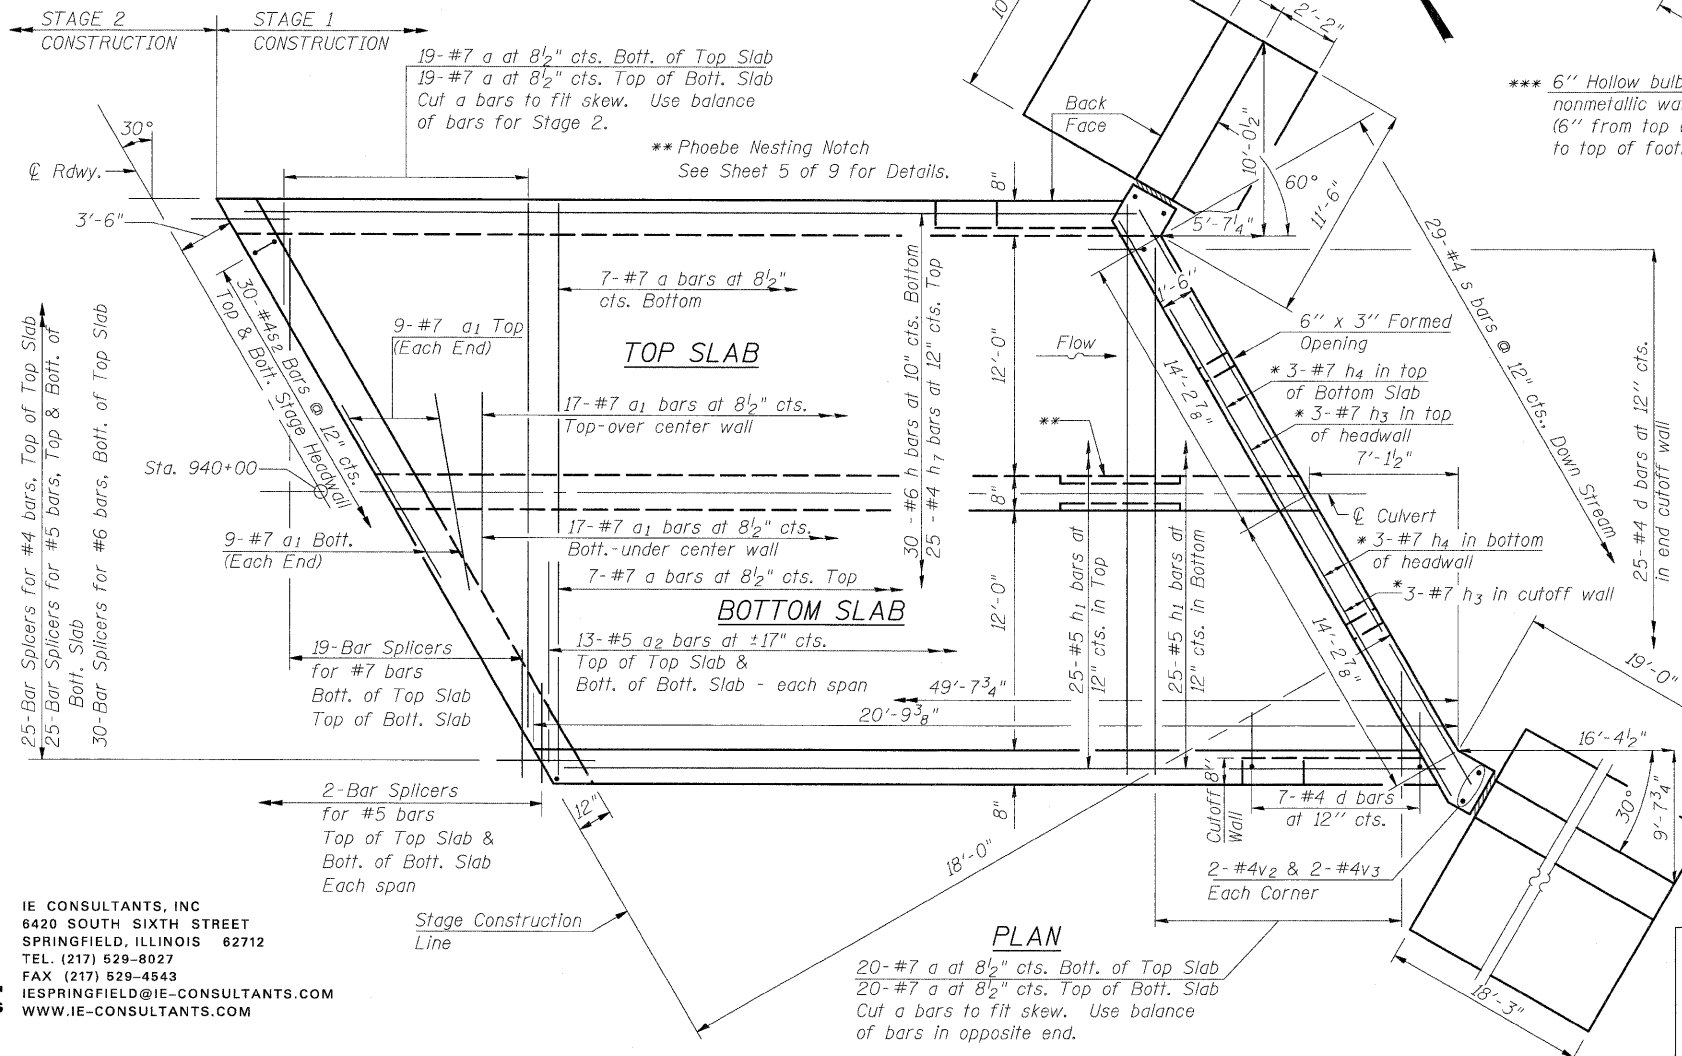 STAGE 2
CONSTRUCTION
STAGE 1
CONSTRUCTION
19-#7 a at 8½" cts. Bott. of Top Slab
19-#7 a at 8½" cts. Top of Bott. Slab
Cut a bars to fit skew. Use balance
of bars for Stage 2.
** Phoebe Nesting Notch
See Sheet 5 of 9 for Details.
30°
℄ Rdwy.
3'-6"
Back
Face
8"
10'
2'-2"
10'-0½"
60°
11'-6"
5'-7¼"
*** 6" Hollow bulb
nonmetallic wa
(6" from top
to top of foot
29-#4 s bars @ 12" cts., Down Stream
30-#4s₂ Bars @ 12" cts.
Top & Bott. Stage Headwall
7-#7 a bars at 8½"
cts. Bottom
9-#7 a₁ Top
(Each End)
TOP SLAB
Flow
12'-0"
1'-6"
14'-2⅞"
6" x 3" Formed
Opening
* 3-#7 h₄ in top
of Bottom Slab
* 3-#7 h₃ in top
of headwall
7'-1½"
17-#7 a₁ bars at 8½" cts.
Top-over center wall
30-#6 h bars at 10" cts. Bottom
25-#4 h₇ bars at 12" cts. Top
**
Sta. 940+00
8"
℄ Culvert
17-#7 a₁ bars at 8½" cts.
Bott.-under center wall
9-#7 a₁ Bott.
(Each End)
7-#7 a bars at 8½" cts. Top
BOTTOM SLAB
* 3-#7 h₄ in bottom
of headwall
* 3-#7 h₃ in cutoff wall
25-#4 d bars at 12" cts.
in end cutoff wall
25-Bar Splicers for #4 bars, Top of Top Slab
25-Bar Splicers for #5 bars, Top & Bott. of
Bott. Slab
30-Bar Splicers for #6 bars, Bott. of Top Slab
12'-0"
25-#5 h₁ bars at
12" cts. in Top
25-#5 h₁ bars at
12" cts. in Bottom
14'-2⅞"
19-Bar Splicers
for #7 bars
Bott. of Top Slab
Top of Bott. Slab
13-#5 a₂ bars at ±17" cts.
Top of Top Slab &
Bott. of Bott. Slab - each span
49'-7¾"
20'-9⅜"
19'-0"
16'-4½"
30°
9'-7¾"
2-Bar Splicers
for #5 bars
Top of Top Slab &
Bott. of Bott. Slab
Each span
12"
8"
Cutoff
Wall
8"
7-#4 d bars
at 12" cts.
18'-0"
2-#4v₂ & 2-#4v₃
Each Corner
Stage Construction
Line
PLAN
20-#7 a at 8½" cts. Bott. of Top Slab
20-#7 a at 8½" cts. Top of Bott. Slab
Cut a bars to fit skew. Use balance
of bars in opposite end.
18'-3"
IE CONSULTANTS, INC
6420 SOUTH SIXTH STREET
SPRINGFIELD, ILLINOIS 62712
TEL. (217) 529-8027
FAX (217) 529-4543
IESPRINGFIELD@IE-CONSULTANTS.COM
WWW.IE-CONSULTANTS.COM